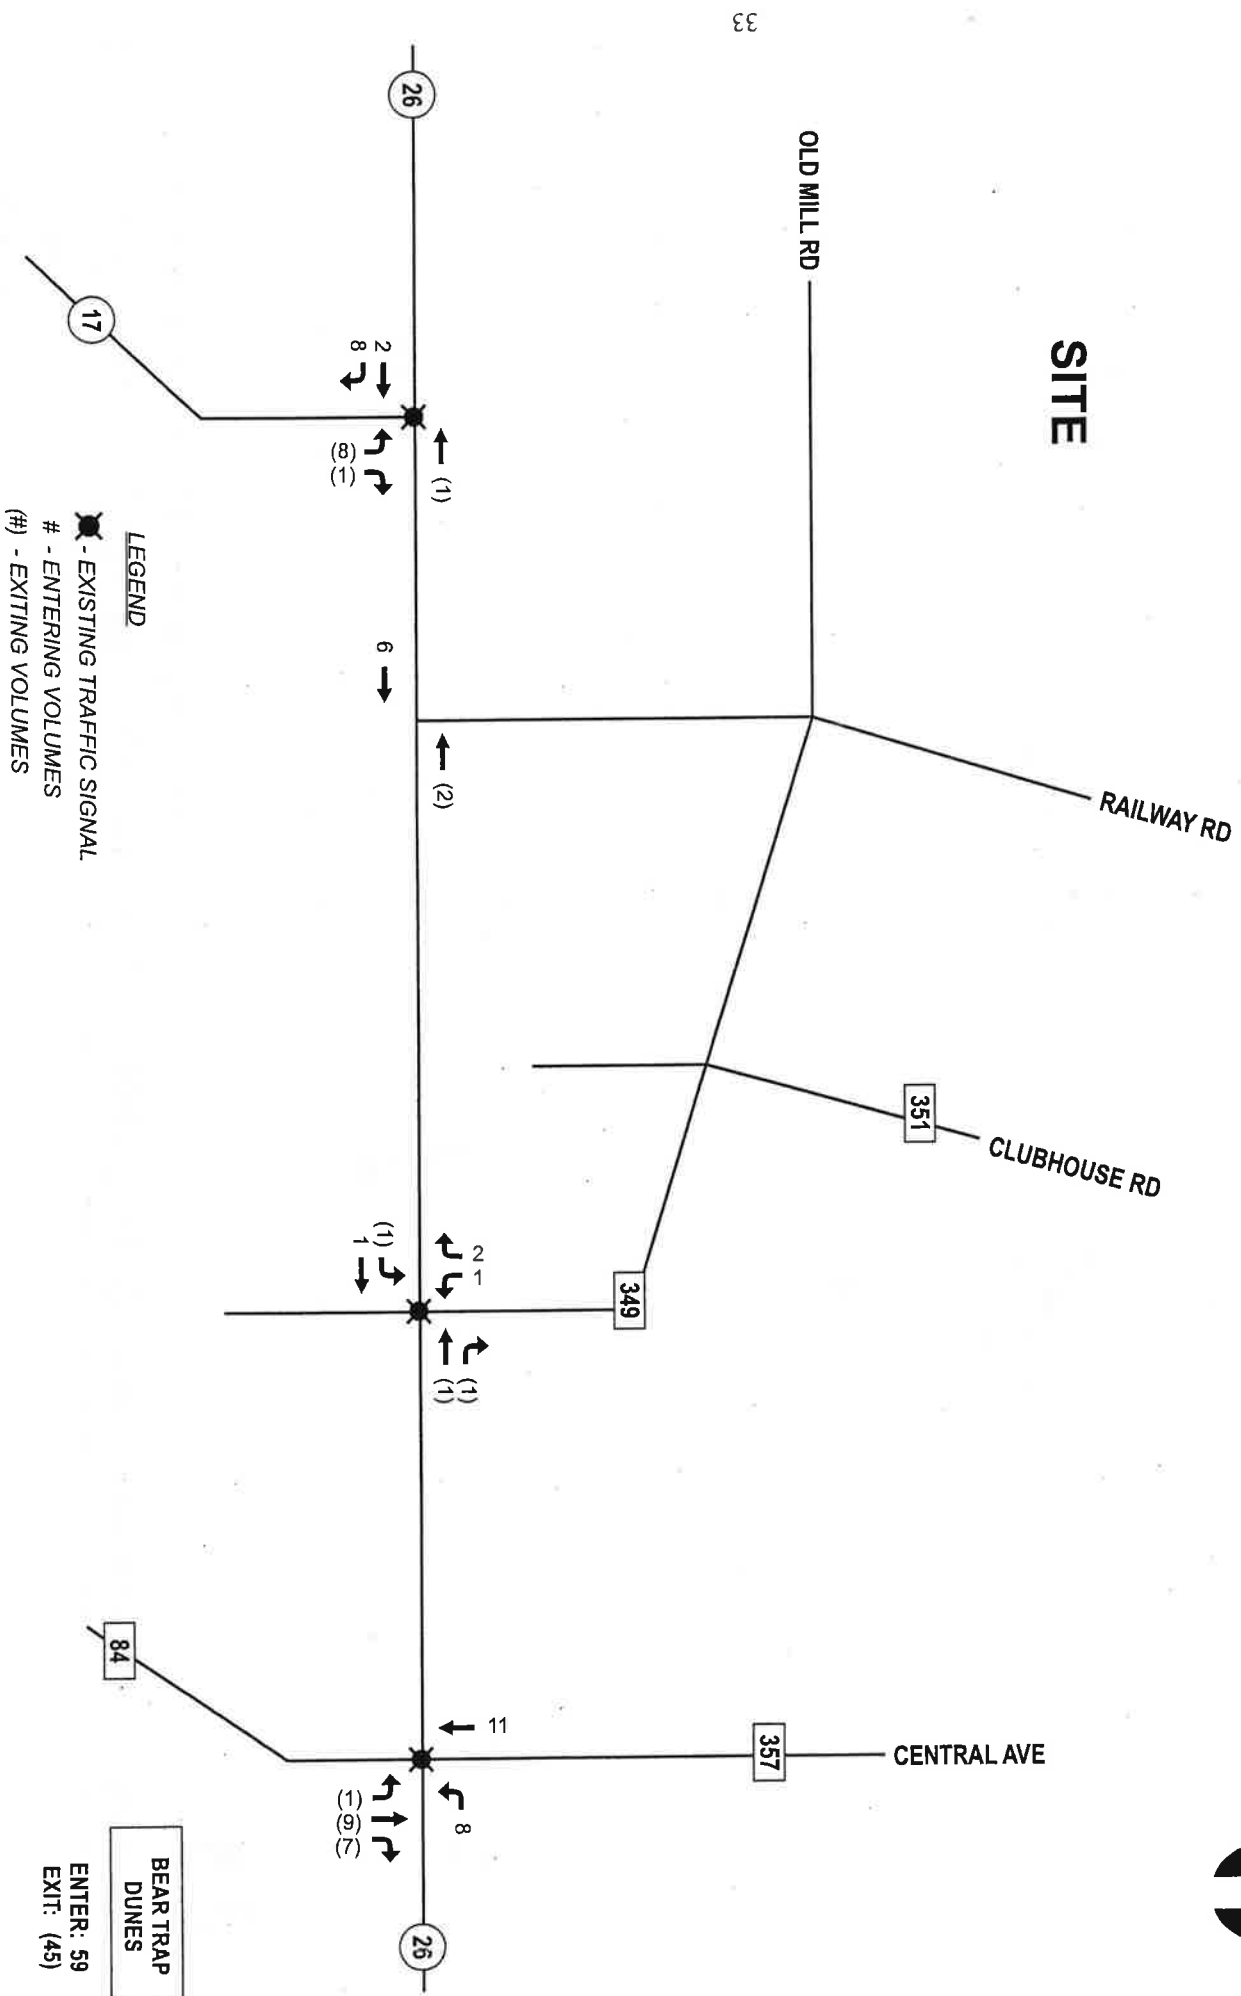 33
SITE
OLD MILL RD
RAILWAY RD
351
CLUBHOUSE RD
349
357
CENTRAL AVE
26
17
2
8
(1)
(8)
(1)
6
(2)
2
1
(1)
1
(1)
(1)
84
11
8
(1)
(9)
(7)
26
LEGEND
- EXISTING TRAFFIC SIGNAL
# - ENTERING VOLUMES
(#) - EXITING VOLUMES
BEAR TRAP
DUNES
ENTER: 59
EXIT: (45)